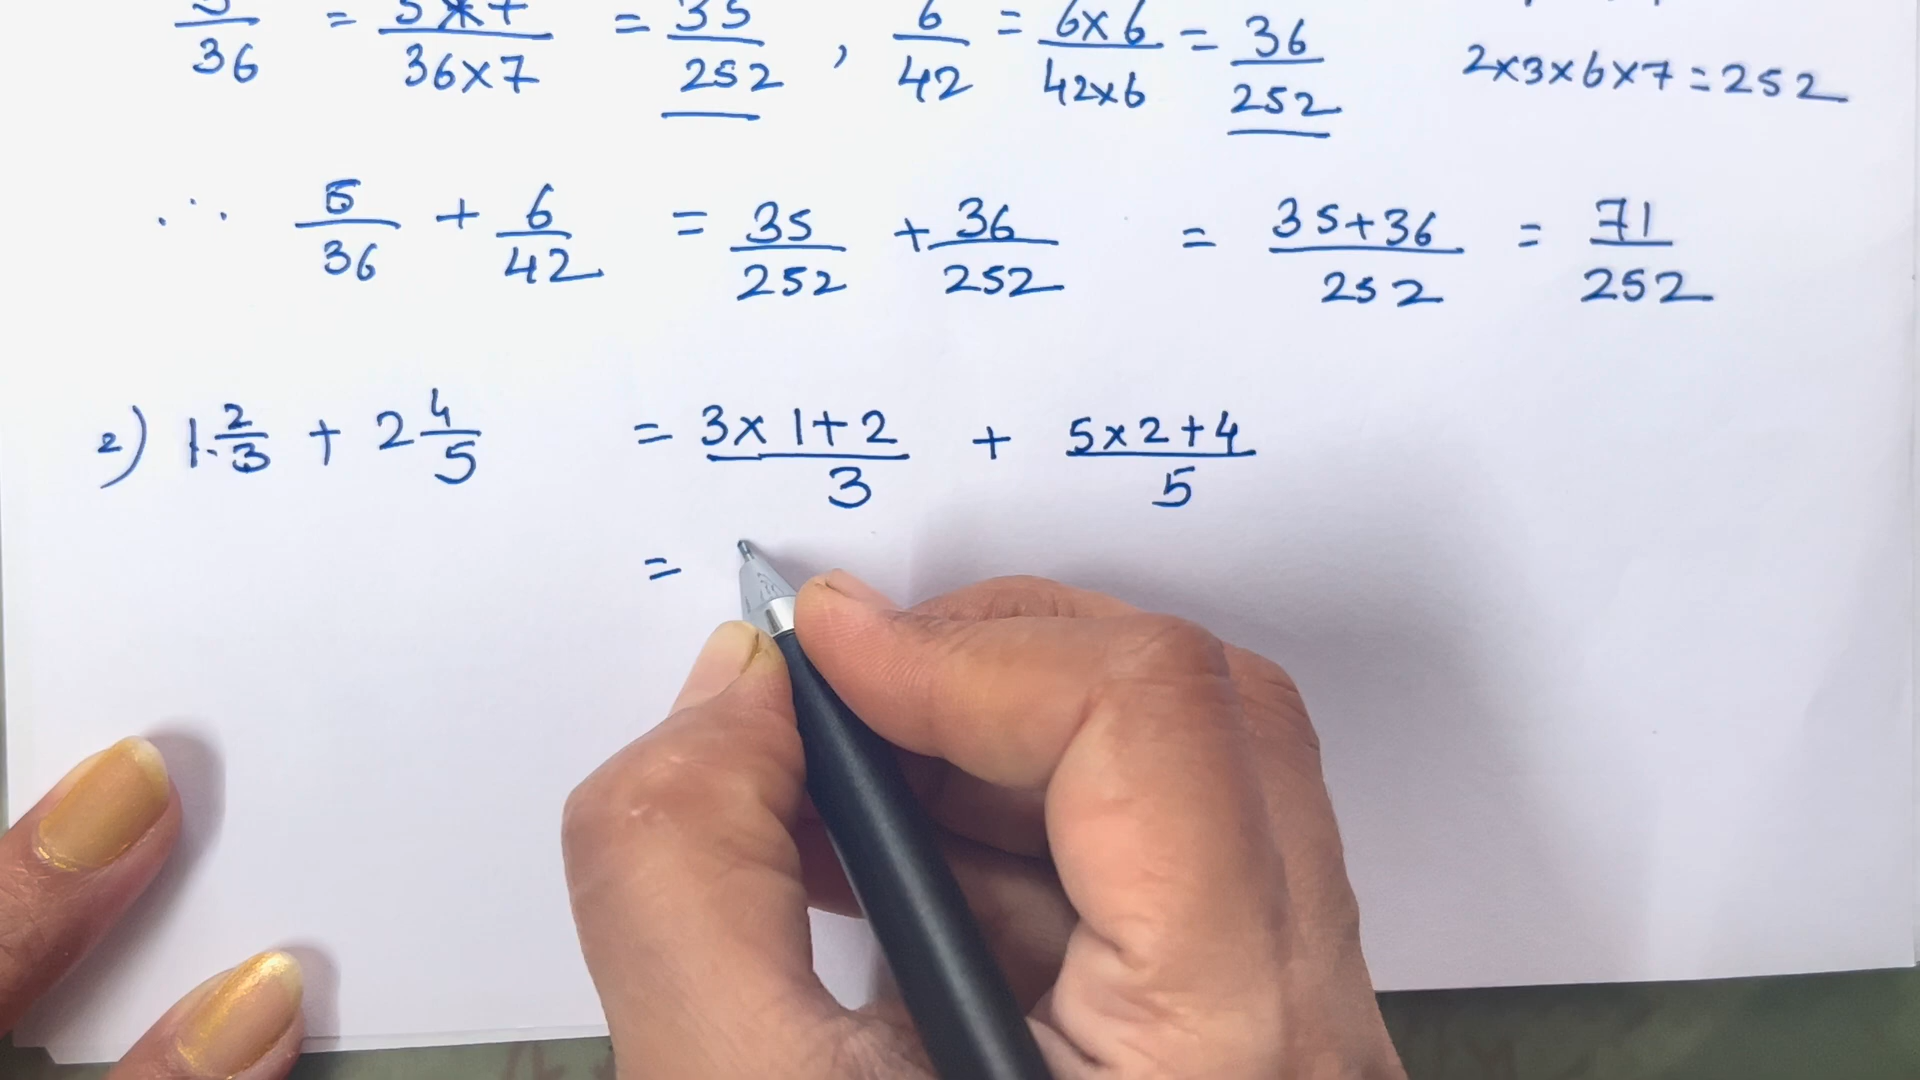 5/36 = 5×7/36×7 = 35/252 , 6/42 = 6×6/42×6 = 36/252
2×3×6×7=252
∴ 5/36 + 6/42 = 35/252 + 36/252 = 35+36/252 = 71/252
2) 1 2/3 + 2 4/5 = 3×1+2/3 + 5×2+4/5
=